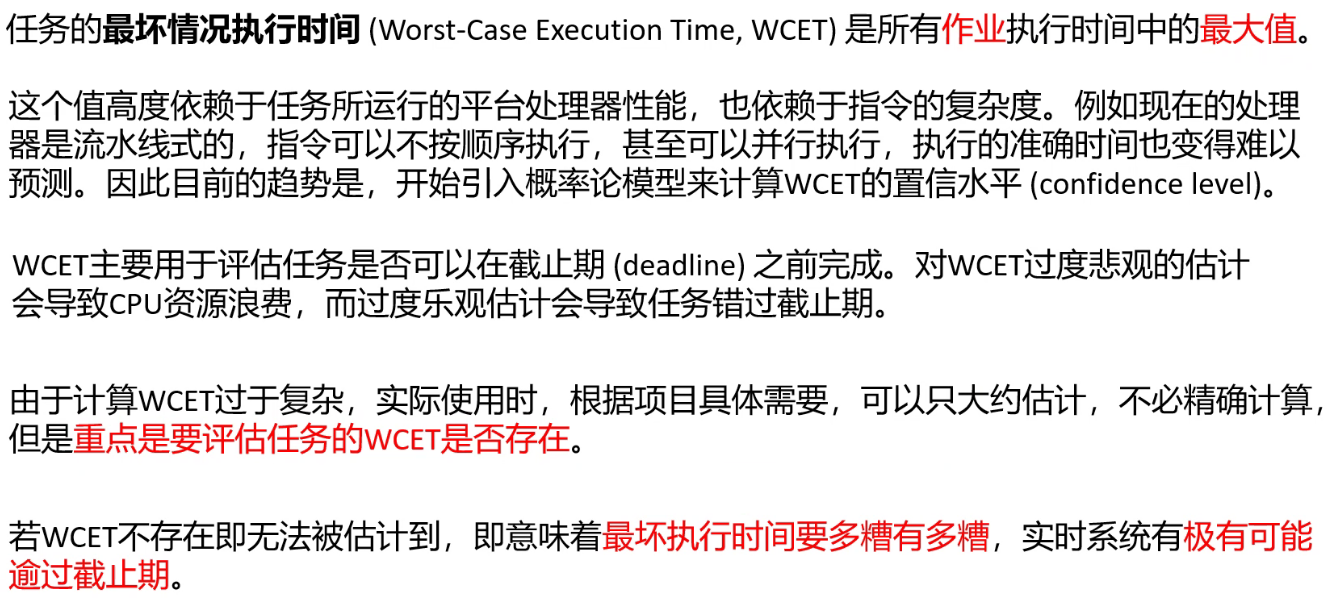 任务的最坏情况执行时间 (Worst-Case Execution Time, WCET) 是所有作业执行时间中的最大值。
这个值高度依赖于任务所运行的平台处理器性能，也依赖于指令的复杂度。例如现在的处理
器是流水线式的，指令可以不按顺序执行，甚至可以并行执行，执行的准确时间也变得难以
预测。因此目前的趋势是，开始引入概率论模型来计算WCET的置信水平 (confidence level)。
WCET主要用于评估任务是否可以在截止期 (deadline) 之前完成。对WCET过度悲观的估计
会导致CPU资源浪费，而过度乐观估计会导致任务错过截止期。
由于计算WCET过于复杂，实际使用时，根据项目具体需要，可以只大约估计，不必精确计算，
但是重点是要评估任务的WCET是否存在。
若WCET不存在即无法被估计到，即意味着最坏执行时间要多糟有多糟，实时系统有极有可能
逾过截止期。